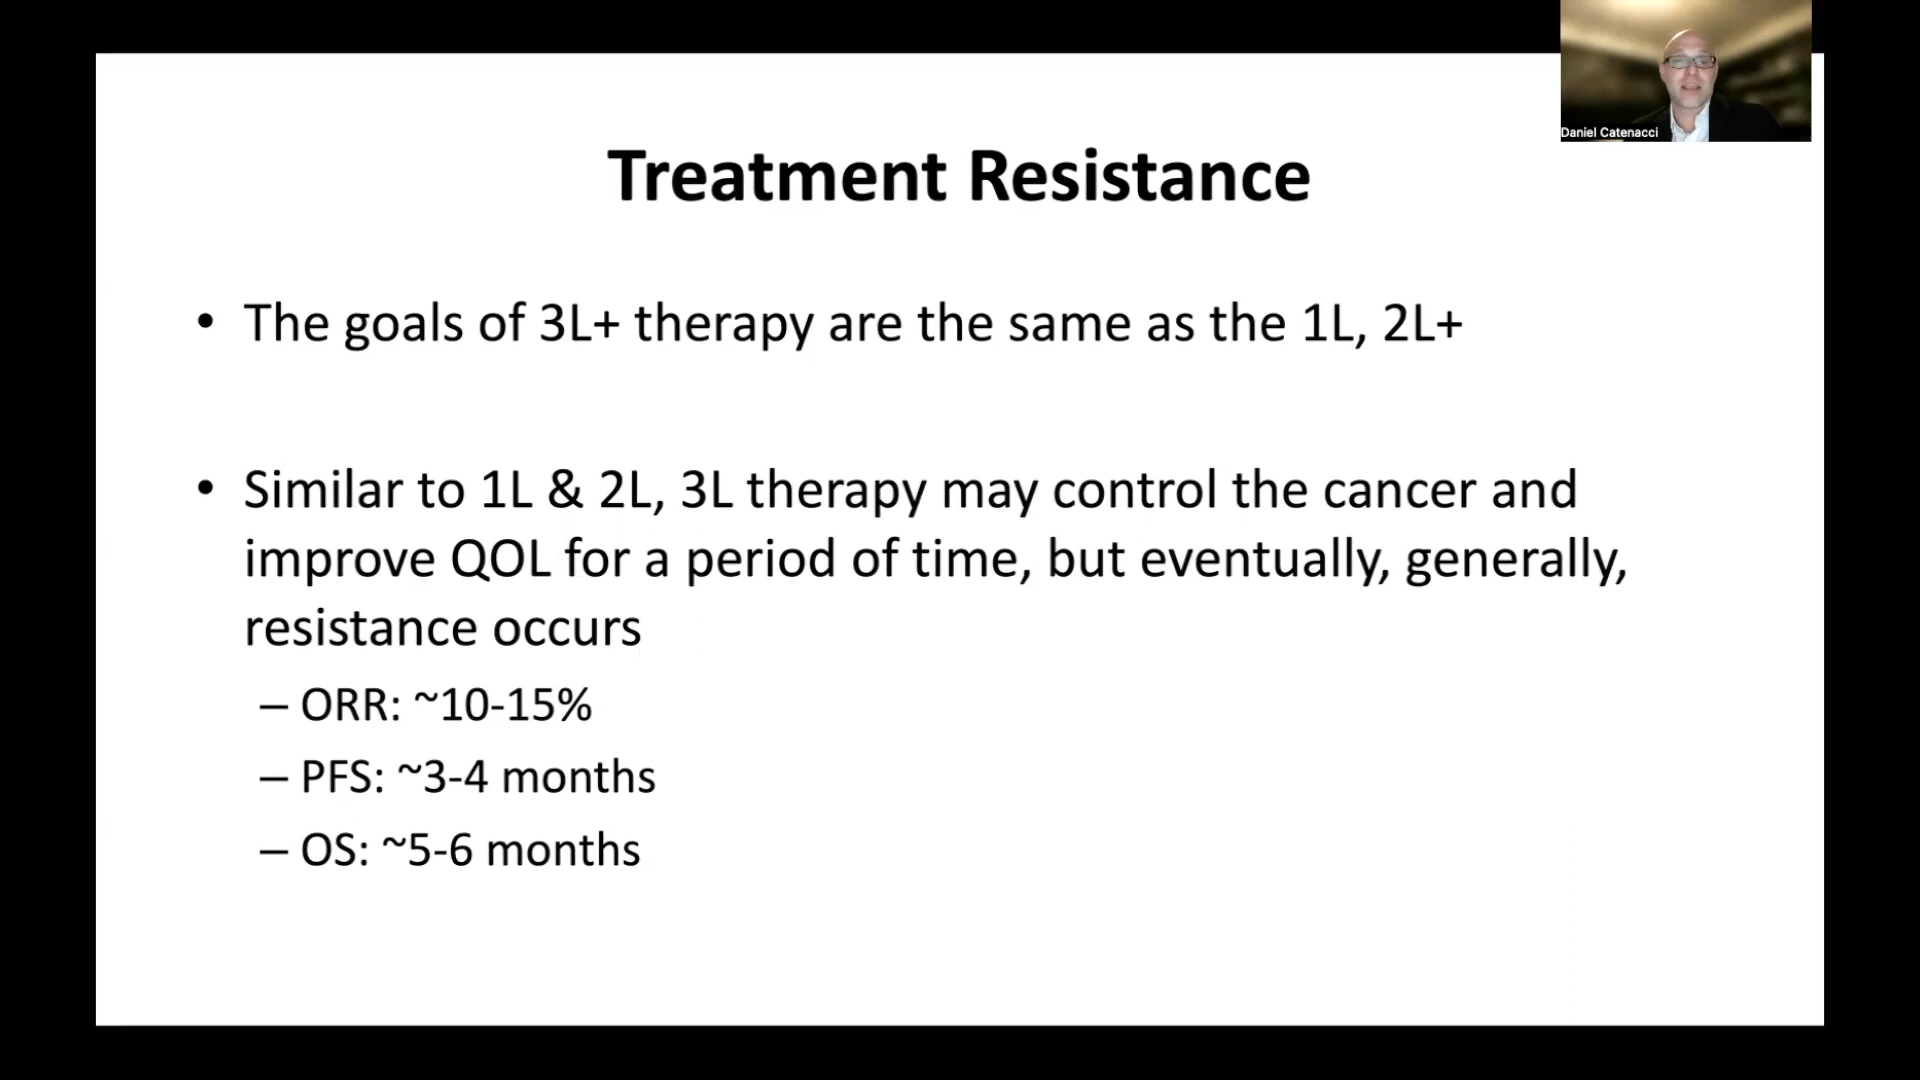 Daniel Catenacci
Treatment Resistance
• The goals of 3L+ therapy are the same as the 1L, 2L+
• Similar to 1L & 2L, 3L therapy may control the cancer and
improve QOL for a period of time, but eventually, generally,
resistance occurs
– ORR: ~10-15%
– PFS: ~3-4 months
– OS: ~5-6 months